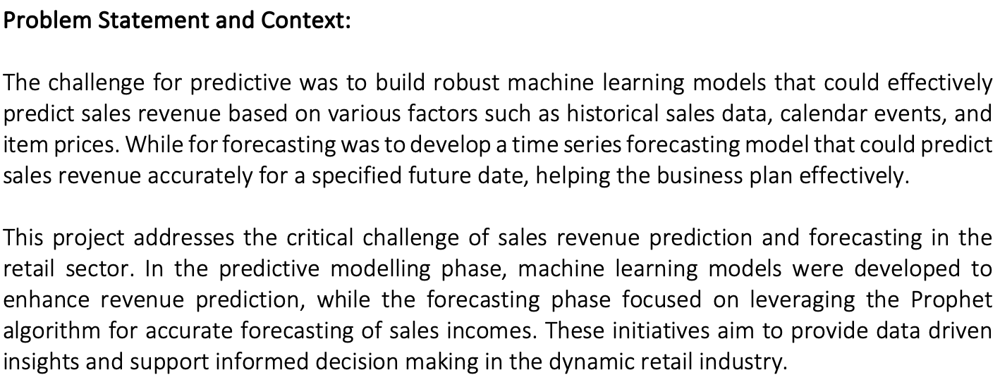 Problem Statement and Context:
The challenge for predictive was to build robust machine learning models that could effectively
predict sales revenue based on various factors such as historical sales data, calendar events, and
item prices. While for forecasting was to develop a time series forecasting model that could predict
sales revenue accurately for a specified future date, helping the business plan effectively.
This project addresses the critical challenge of sales revenue prediction and forecasting in the
retail sector. In the predictive modelling phase, machine learning models were developed to
enhance revenue prediction, while the forecasting phase focused on leveraging the Prophet
algorithm for accurate forecasting of sales incomes. These initiatives aim to provide data driven
insights and support informed decision making in the dynamic retail industry.